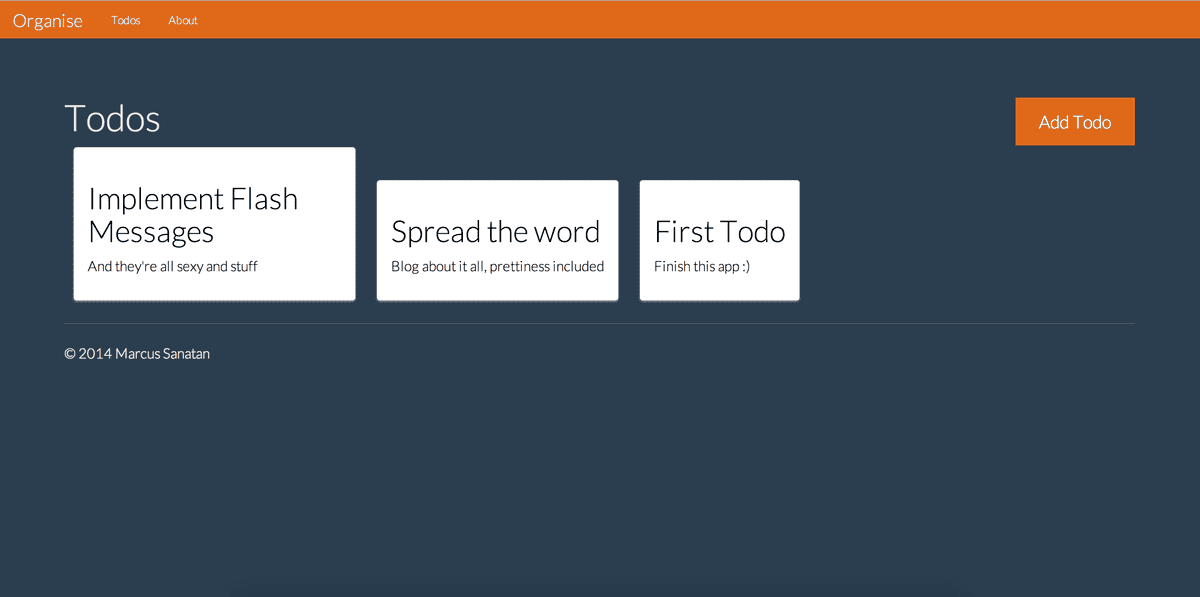 Organise Todos About
Todos
Add Todo
Implement Flash
Messages
And they're all sexy and stuff
Spread the word
Blog about it all, prettiness included
First Todo
Finish this app :)
© 2014 Marcus Sanatan